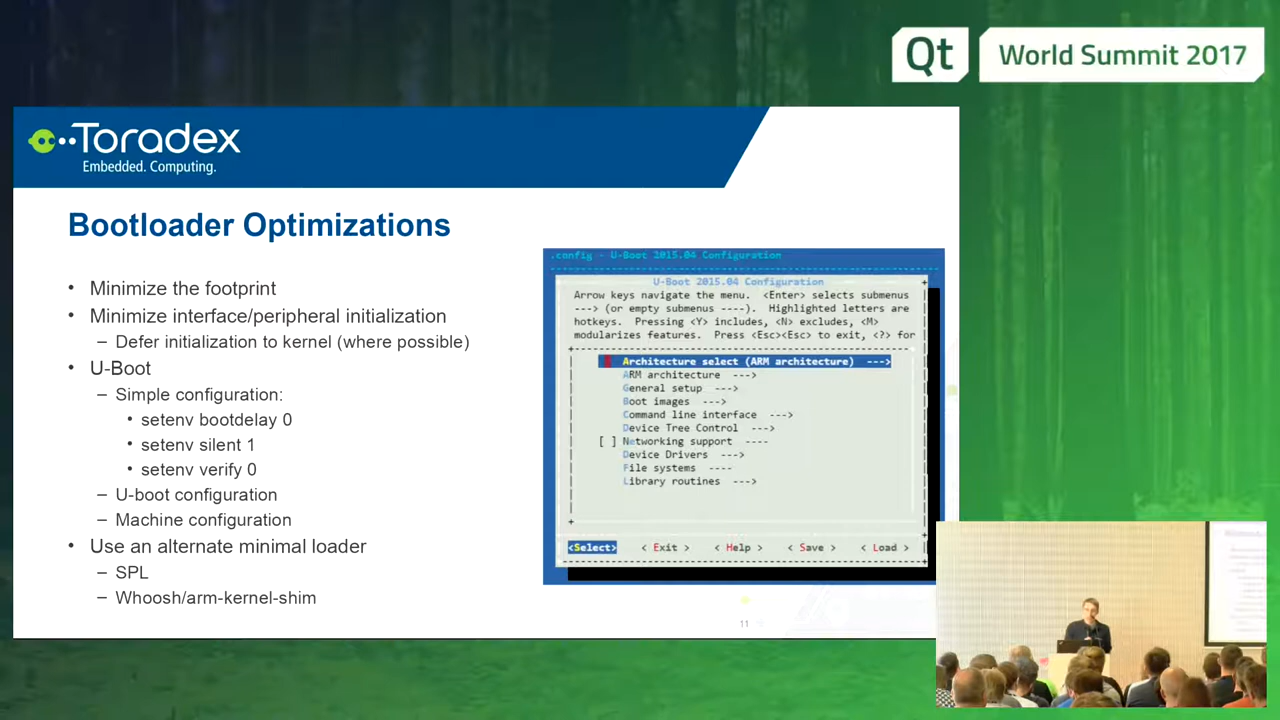 Qt World Summit 2017
Toradex
Embedded. Computing.
Bootloader Optimizations
• Minimize the footprint
• Minimize interface/peripheral initialization
– Defer initialization to kernel (where possible)
• U-Boot
– Simple configuration:
• setenv bootdelay 0
• setenv silent 1
• setenv verify 0
– U-boot configuration
– Machine configuration
• Use an alternate minimal loader
– SPL
– Whoosh/arm-kernel-shim
.config - U-Boot 2015.04 Configuration
U-Boot 2015.04 Configuration
Arrow keys navigate the menu. <Enter> selects submenus
---> (or empty submenus ----). Highlighted letters are
hotkeys. Pressing <Y> includes, <N> excludes, <M>
modularizes features. Press <Esc><Esc> to exit, <?> for
Architecture select (ARM architecture) --->
ARM architecture --->
General setup --->
Boot images --->
Command line interface --->
Device Tree Control --->
[ ] Networking support ----
Device Drivers --->
File systems ----
Library routines --->
<Select> < Exit > < Help > < Save > < Load >
11